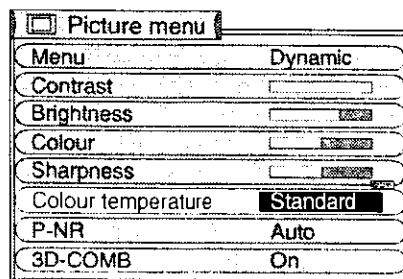 Picture menu
Menu Dynamic
Contrast
Brightness
Colour
Sharpness
Colour temperature Standard
P-NR Auto
3D-COMB On